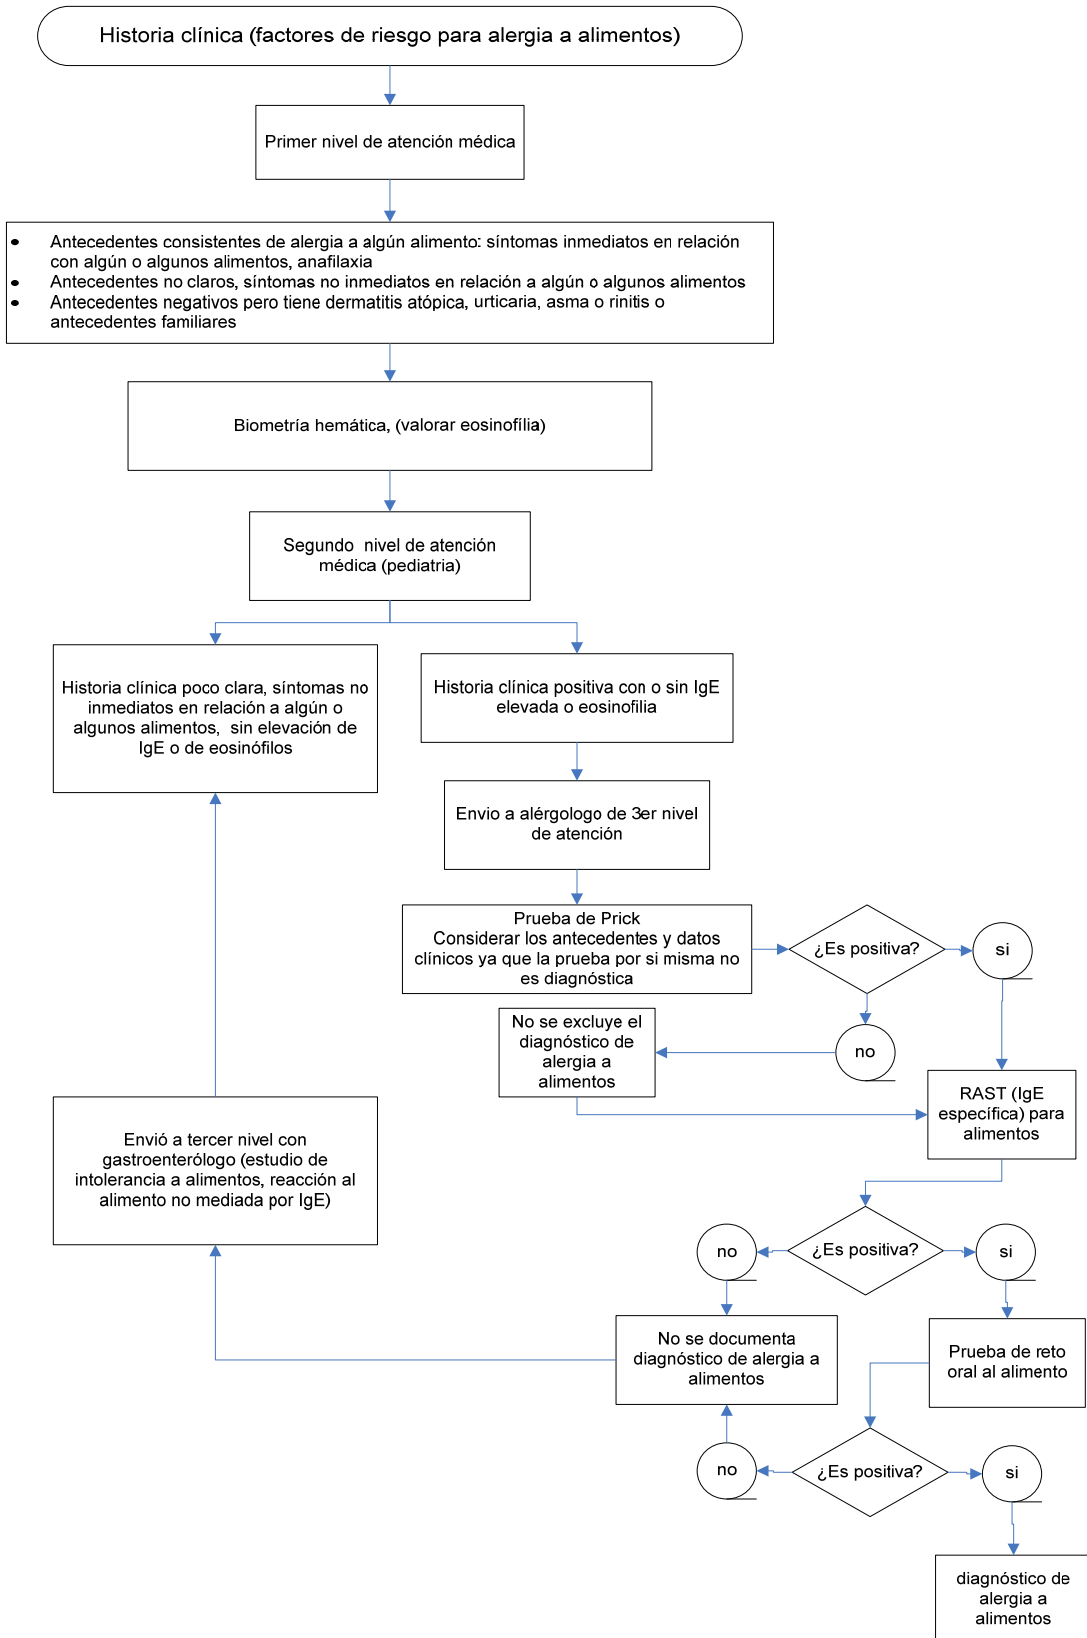 Historia clínica (factores de riesgo para alergia a alimentos)
Primer nivel de atención médica
• Antecedentes consistentes de alergia a algún alimento: síntomas inmediatos en relación
con algún o algunos alimentos, anafilaxia
• Antecedentes no claros, síntomas no inmediatos en relación a algún o algunos alimentos
• Antecedentes negativos pero tiene dermatitis atópica, urticaria, asma o rinitis o
antecedentes familiares
Biometría hemática, (valorar eosinofília)
Segundo nivel de atención
médica (pediatria)
Historia clínica poco clara, síntomas no
inmediatos en relación a algún o
algunos alimentos, sin elevación de
IgE o de eosinófilos
Historia clínica positiva con o sin IgE
elevada o eosinofilia
Envio a alérgologo de 3er nivel
de atención
Prueba de Prick
Considerar los antecedentes y datos
clínicos ya que la prueba por si misma no
es diagnóstica
¿Es positiva?
si
no
No se excluye el
diagnóstico de
alergia a
alimentos
RAST (IgE
específica) para
alimentos
Envió a tercer nivel con
gastroenterólogo (estudio de
intolerancia a alimentos, reacción al
alimento no mediada por IgE)
no
¿Es positiva?
si
No se documenta
diagnóstico de alergia a
alimentos
Prueba de reto
oral al alimento
no
¿Es positiva?
si
diagnóstico de
alergia a
alimentos